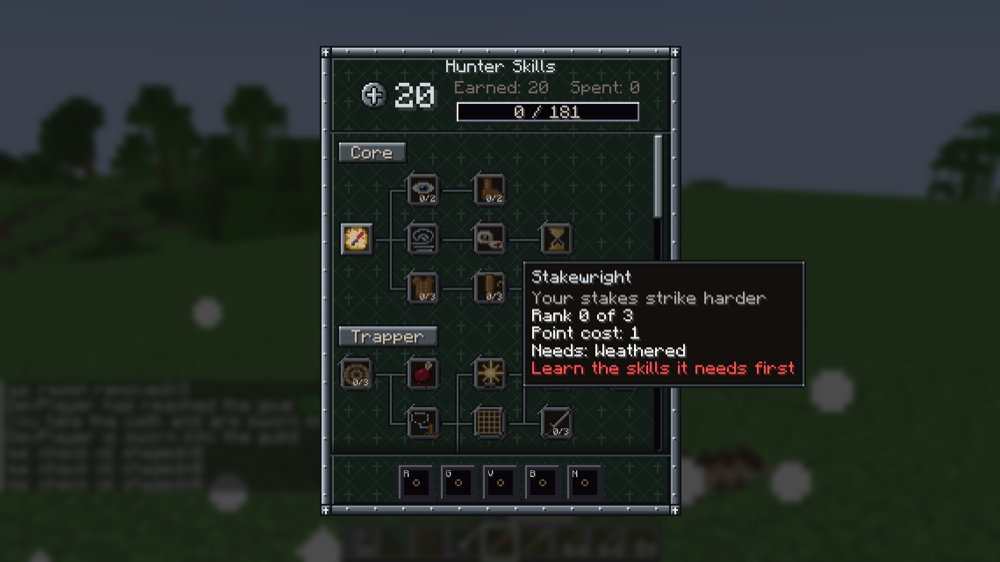 Hunter Skills
20
Earned: 20 Spent: 0
0 / 181
Core
0/2
0/2
0/3
0/3
Stakewright
Your stakes strike harder
Rank 0 of 3
Point cost: 1
Needs: Weathered
Learn the skills it needs first
Trapper
0/3
0/3
R
G
V
B
N